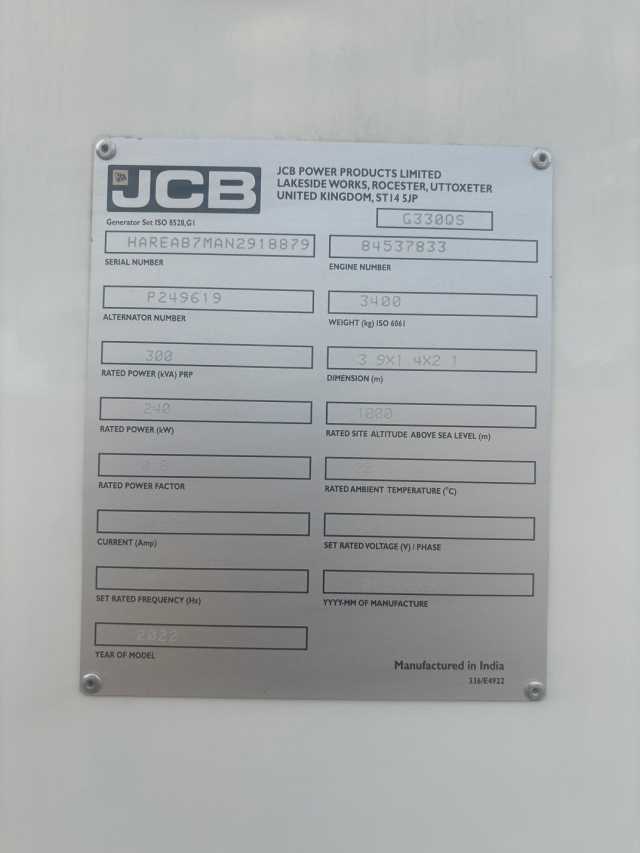 JCB
JCB POWER PRODUCTS LIMITED
LAKESIDE WORKS, ROCESTER, UTTOXETER
UNITED KINGDOM, ST14 5JP
Generator Set ISO 8528,G1
G330QS
HAREAB7MAN2918879
84537833
SERIAL NUMBER
ENGINE NUMBER
P249619
3400
ALTERNATOR NUMBER
WEIGHT (kg) ISO 6061
300
3.9X1.4X2.1
RATED POWER (kVA) PRP
DIMENSION (m)
240
1000
RATED POWER (kW)
RATED SITE ALTITUDE ABOVE SEA LEVEL (m)
0.8
RATED POWER FACTOR
RATED AMBIENT TEMPERATURE (°C)
CURRENT (Amp)
SET RATED VOLTAGE (V) / PHASE
SET RATED FREQUENCY (Hz)
YYYY-MM OF MANUFACTURE
2022
YEAR OF MODEL
Manufactured in India
336/E4922